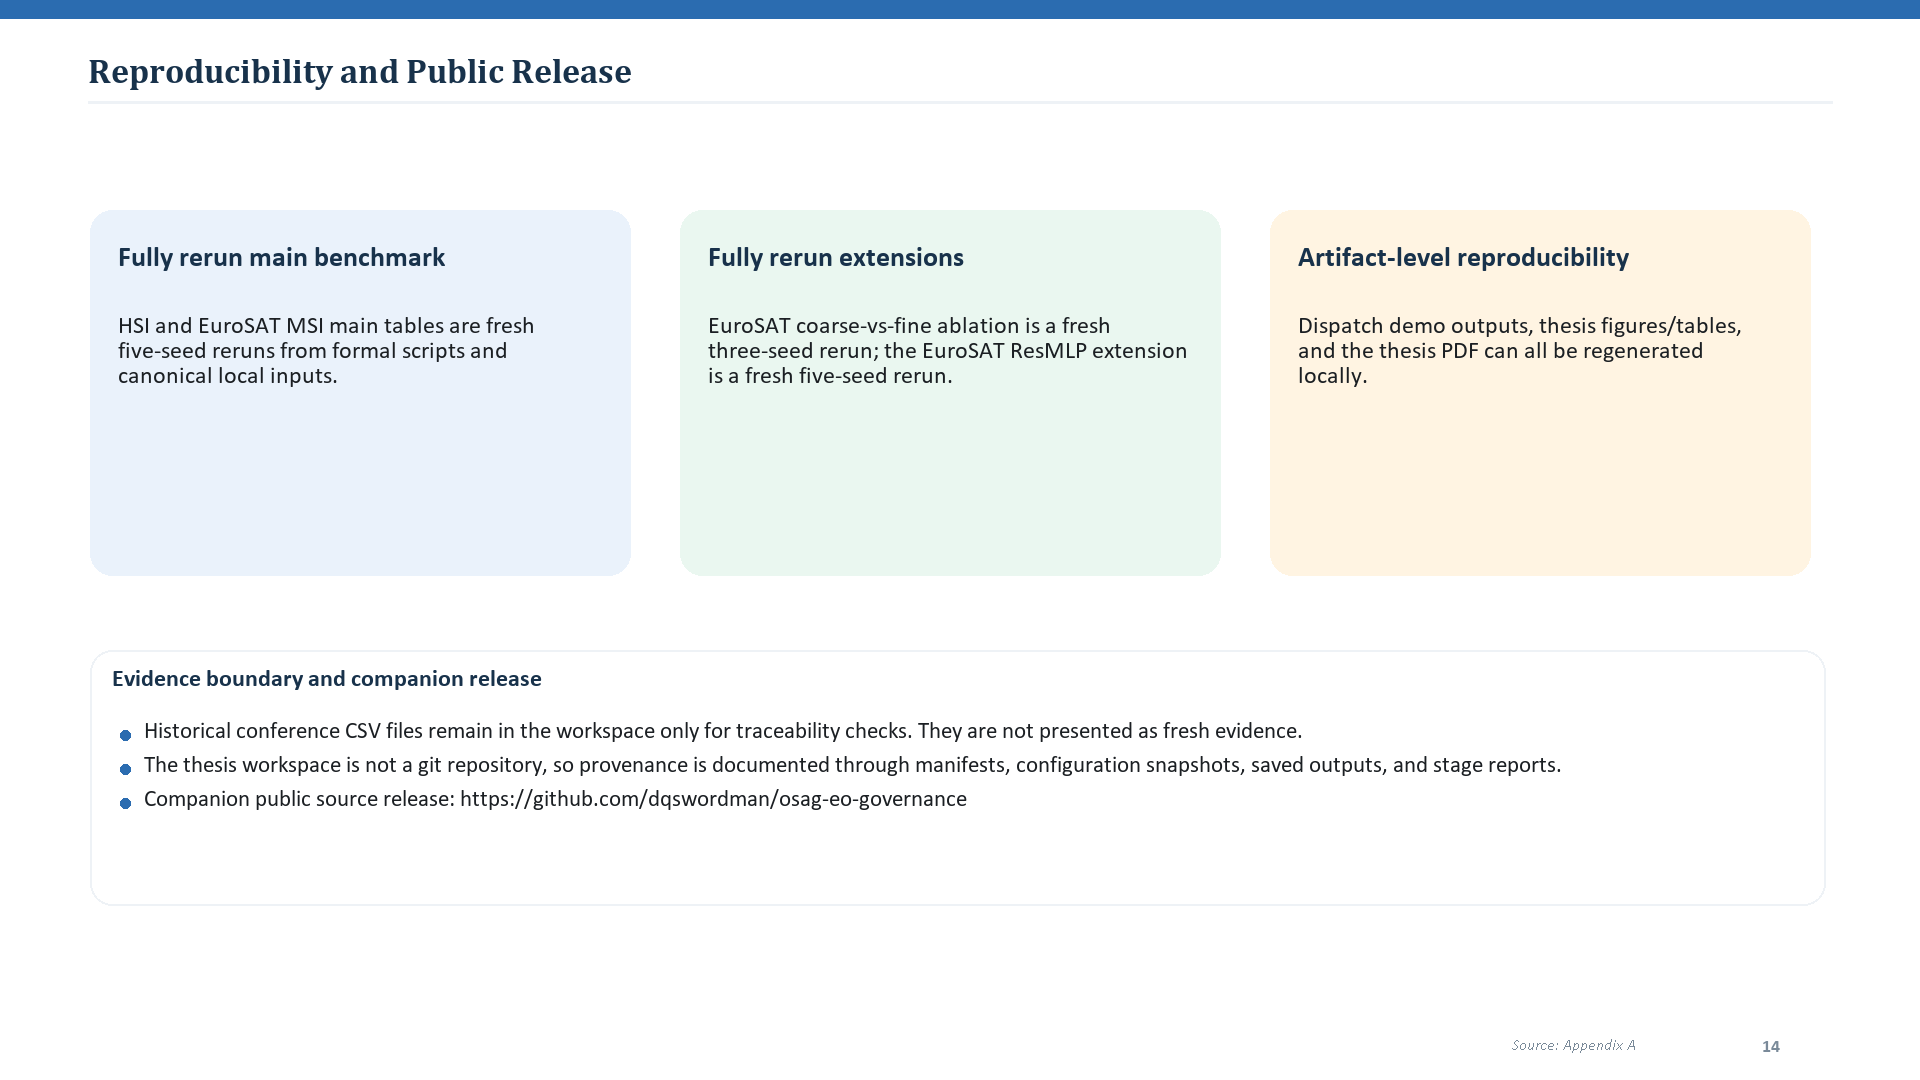 Reproducibility and Public Release
Fully rerun main benchmark
HSI and EuroSAT MSI main tables are fresh
five-seed reruns from formal scripts and
canonical local inputs.
Fully rerun extensions
EuroSAT coarse-vs-fine ablation is a fresh
three-seed rerun; the EuroSAT ResMLP extension
is a fresh five-seed rerun.
Artifact-level reproducibility
Dispatch demo outputs, thesis figures/tables,
and the thesis PDF can all be regenerated
locally.
Evidence boundary and companion release
Historical conference CSV files remain in the workspace only for traceability checks. They are not presented as fresh evidence.
The thesis workspace is not a git repository, so provenance is documented through manifests, configuration snapshots, saved outputs, and stage reports.
Companion public source release: https://github.com/dqswordman/osag-eo-governance
Source: Appendix A
14